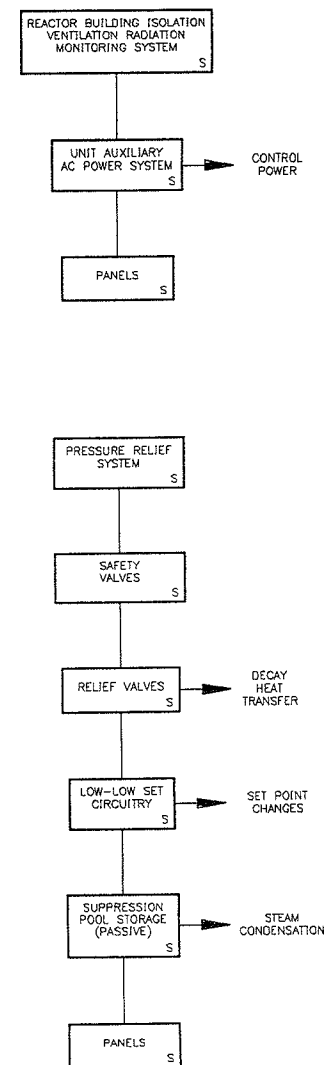 REACTOR BUILDING ISOLATION
VENTILATION RADIATION
MONITORING SYSTEM
S
UNIT AUXILIARY
AC POWER SYSTEM
S
CONTROL
POWER
PANELS
S
PRESSURE RELIEF
SYSTEM
S
SAFETY
VALVES
S
RELIEF VALVES
S
DECAY
HEAT
TRANSFER
LOW-LOW SET
CIRCUITRY
S
SET POINT
CHANGES
SUPPRESSION
POOL STORAGE
(PASSIVE)
S
STEAM
CONDENSATION
PANELS
S